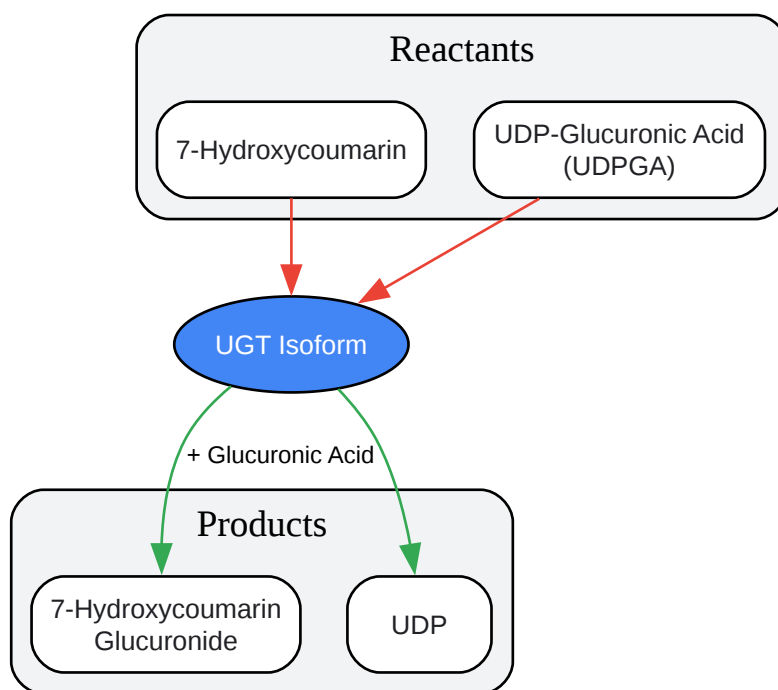 Reactants
7-Hydroxycoumarin
UDP-Glucuronic Acid
(UDPGA)
UGT Isoform
+ Glucuronic Acid
Products
7-Hydroxycoumarin
Glucuronide
UDP